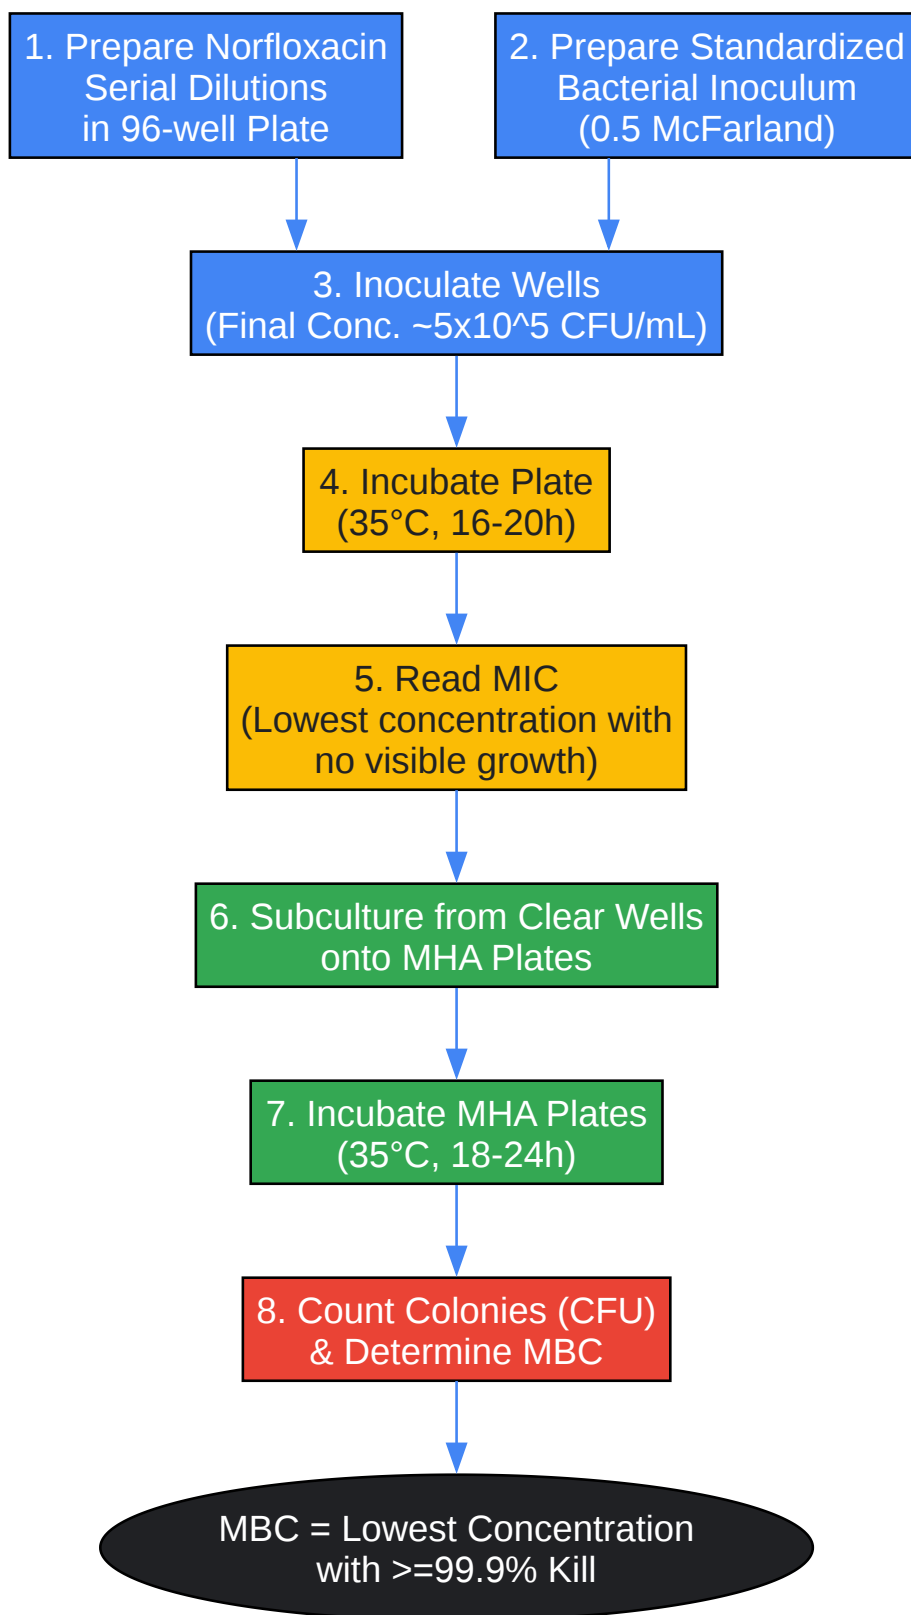 1. Prepare Norfloxacin
Serial Dilutions
in 96-well Plate
2. Prepare Standardized
Bacterial Inoculum
(0.5 McFarland)
3. Inoculate Wells
(Final Conc. ~5x10^5 CFU/mL)
4. Incubate Plate
(35°C, 16-20h)
5. Read MIC
(Lowest concentration with
no visible growth)
6. Subculture from Clear Wells
onto MHA Plates
7. Incubate MHA Plates
(35°C, 18-24h)
8. Count Colonies (CFU)
& Determine MBC
MBC = Lowest Concentration
with >=99.9% Kill